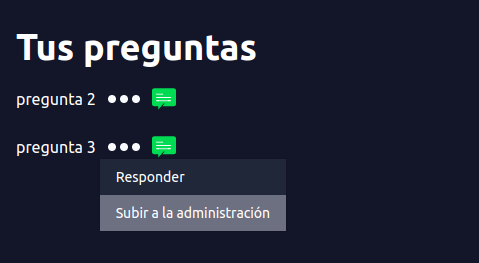 Tus preguntas
pregunta 2
pregunta 3
Responder
Subir a la administración